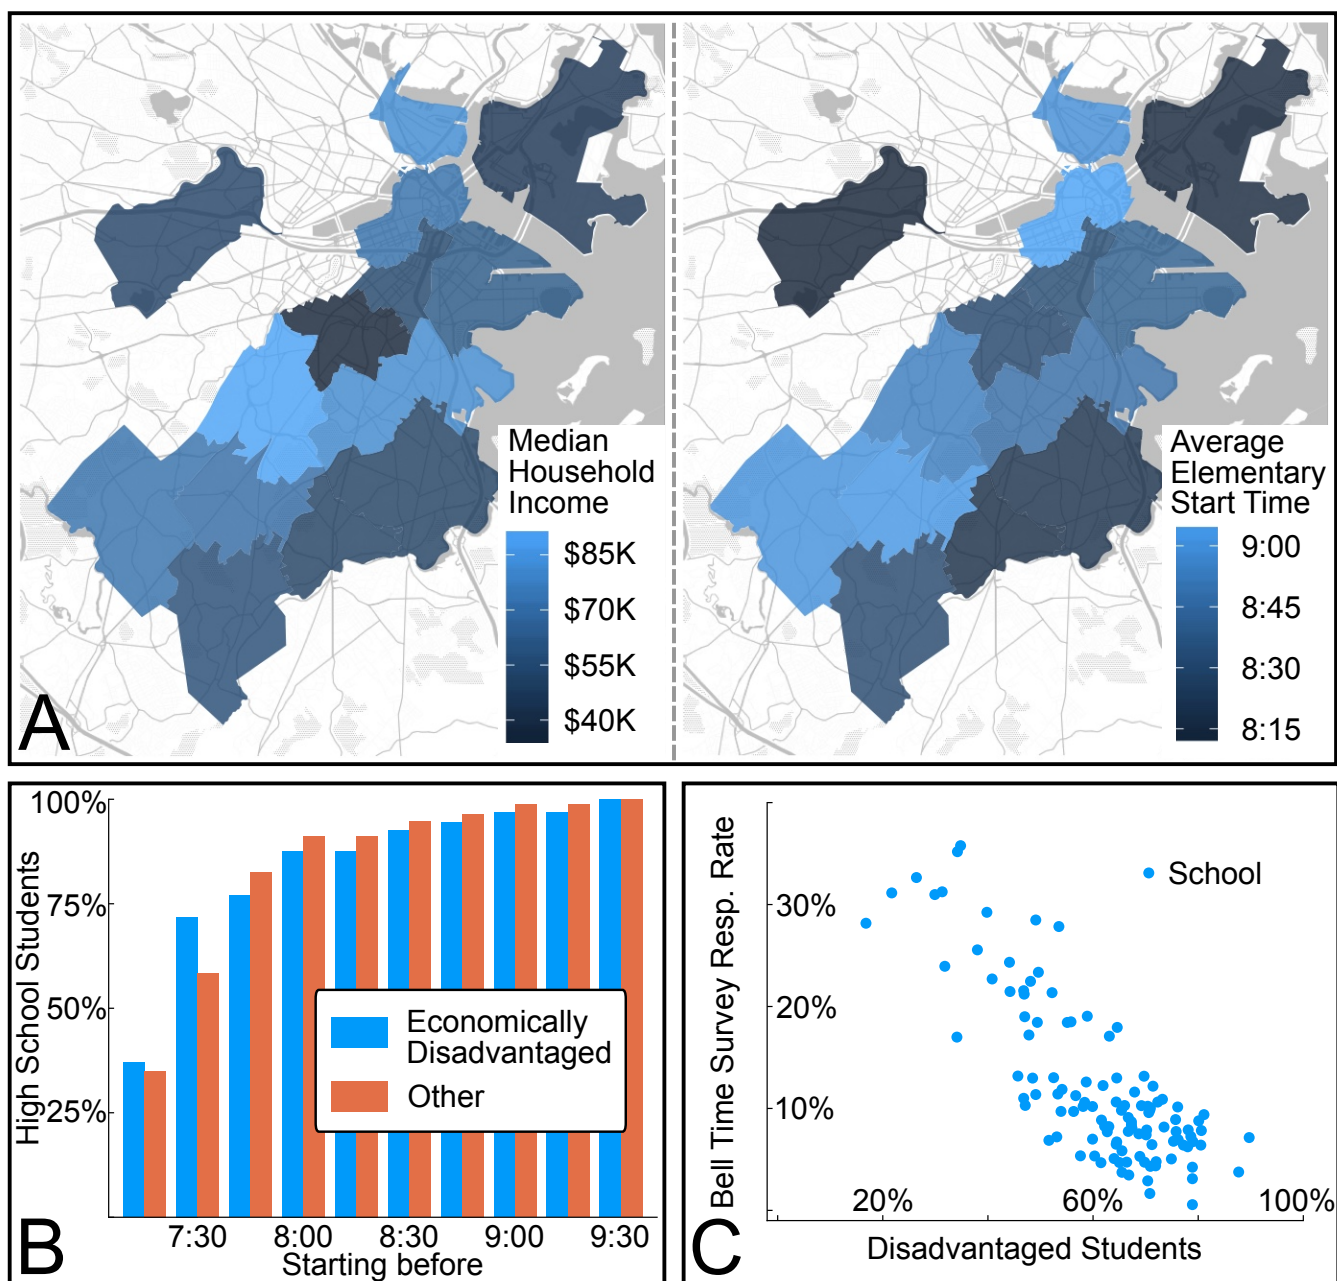 Median
Household
Income
$85K
$70K
$55K
$40K
A
Average
Elementary
Start Time
9:00
8:45
8:30
8:15
High School Students
100%
75%
50%
25%
Economically
Disadvantaged
Other
7:30
8:00
8:30
9:00
9:30
Starting before
B
Bell Time Survey Resp. Rate
School
30%
20%
10%
20%
60%
100%
Disadvantaged Students
C